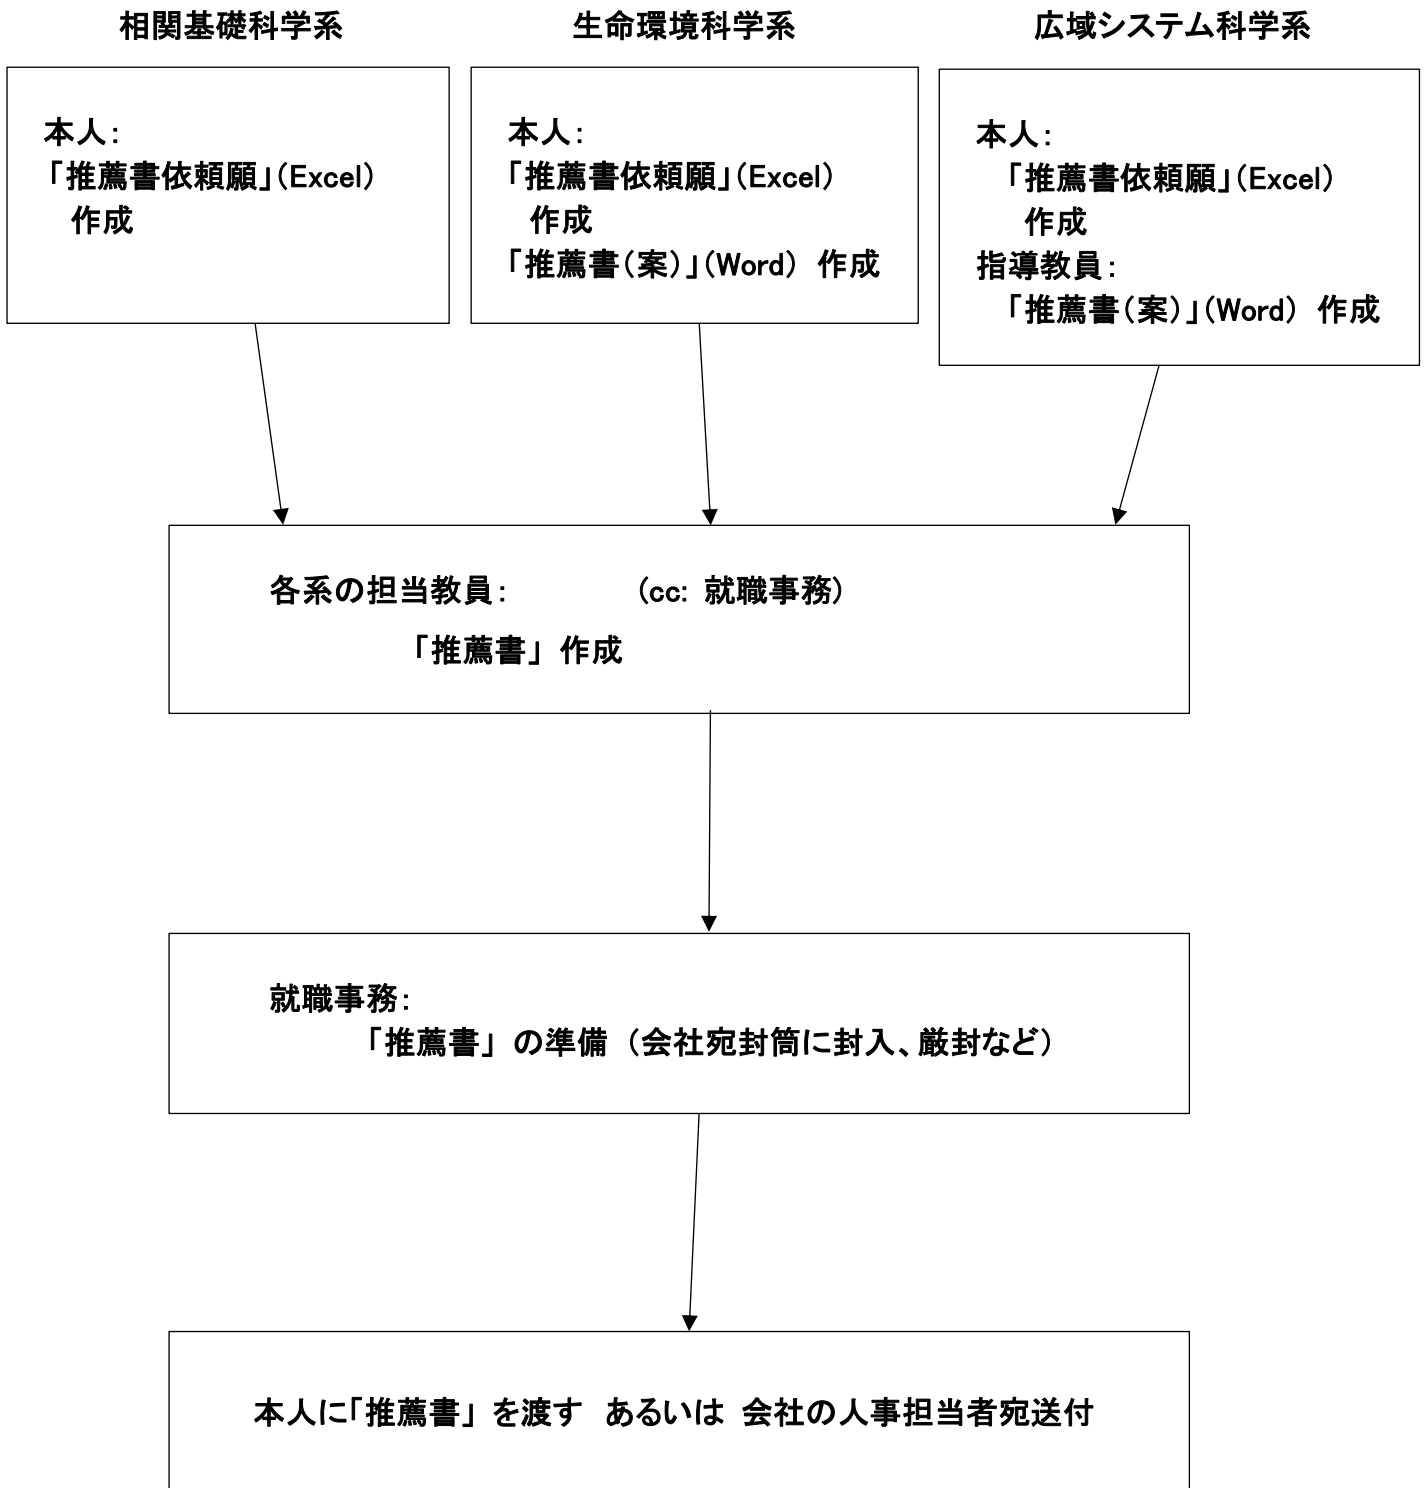 相関基礎科学系
生命環境科学系
広域システム科学系
本人:
「推薦書依頼願」(Excel)
作成
本人:
「推薦書依頼願」(Excel)
作成
「推薦書(案)」(Word) 作成
本人:
「推薦書依頼願」(Excel)
作成
指導教員:
「推薦書(案)」(Word) 作成
各系の担当教員: (cc: 就職事務)
「推薦書」 作成
就職事務:
「推薦書」 の準備 (会社宛封筒に封入、厳封など)
本人に「推薦書」 を渡す あるいは 会社の人事担当者宛送付